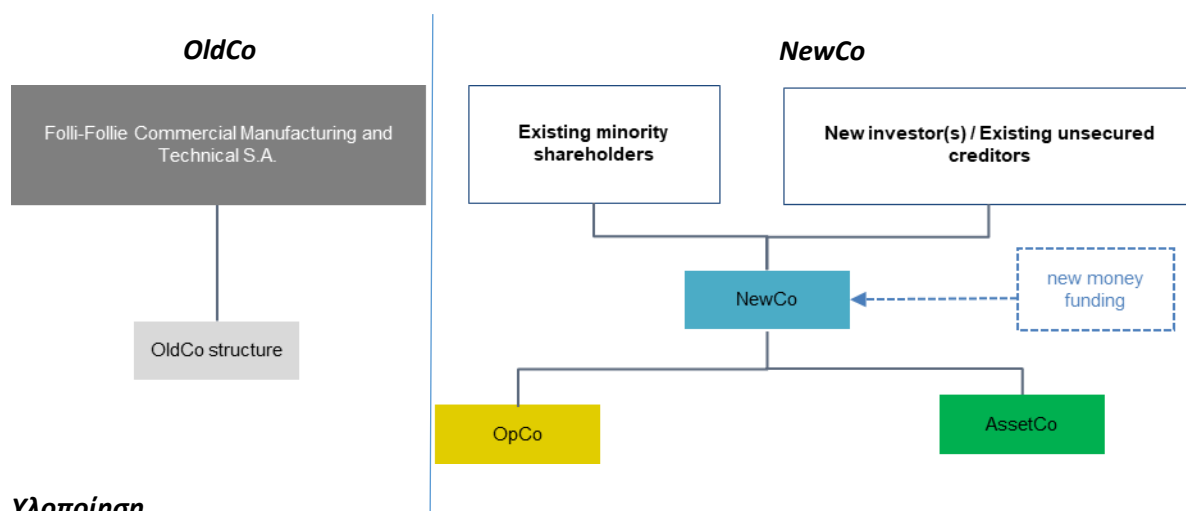 OldCo
NewCo
Folli-Follie Commercial Manufacturing and
Technical S.A.
Existing minority
shareholders
New investor(s) / Existing unsecured
creditors
NewCo
new money
funding
OldCo structure
OpCo
AssetCo
Υλοποίηση